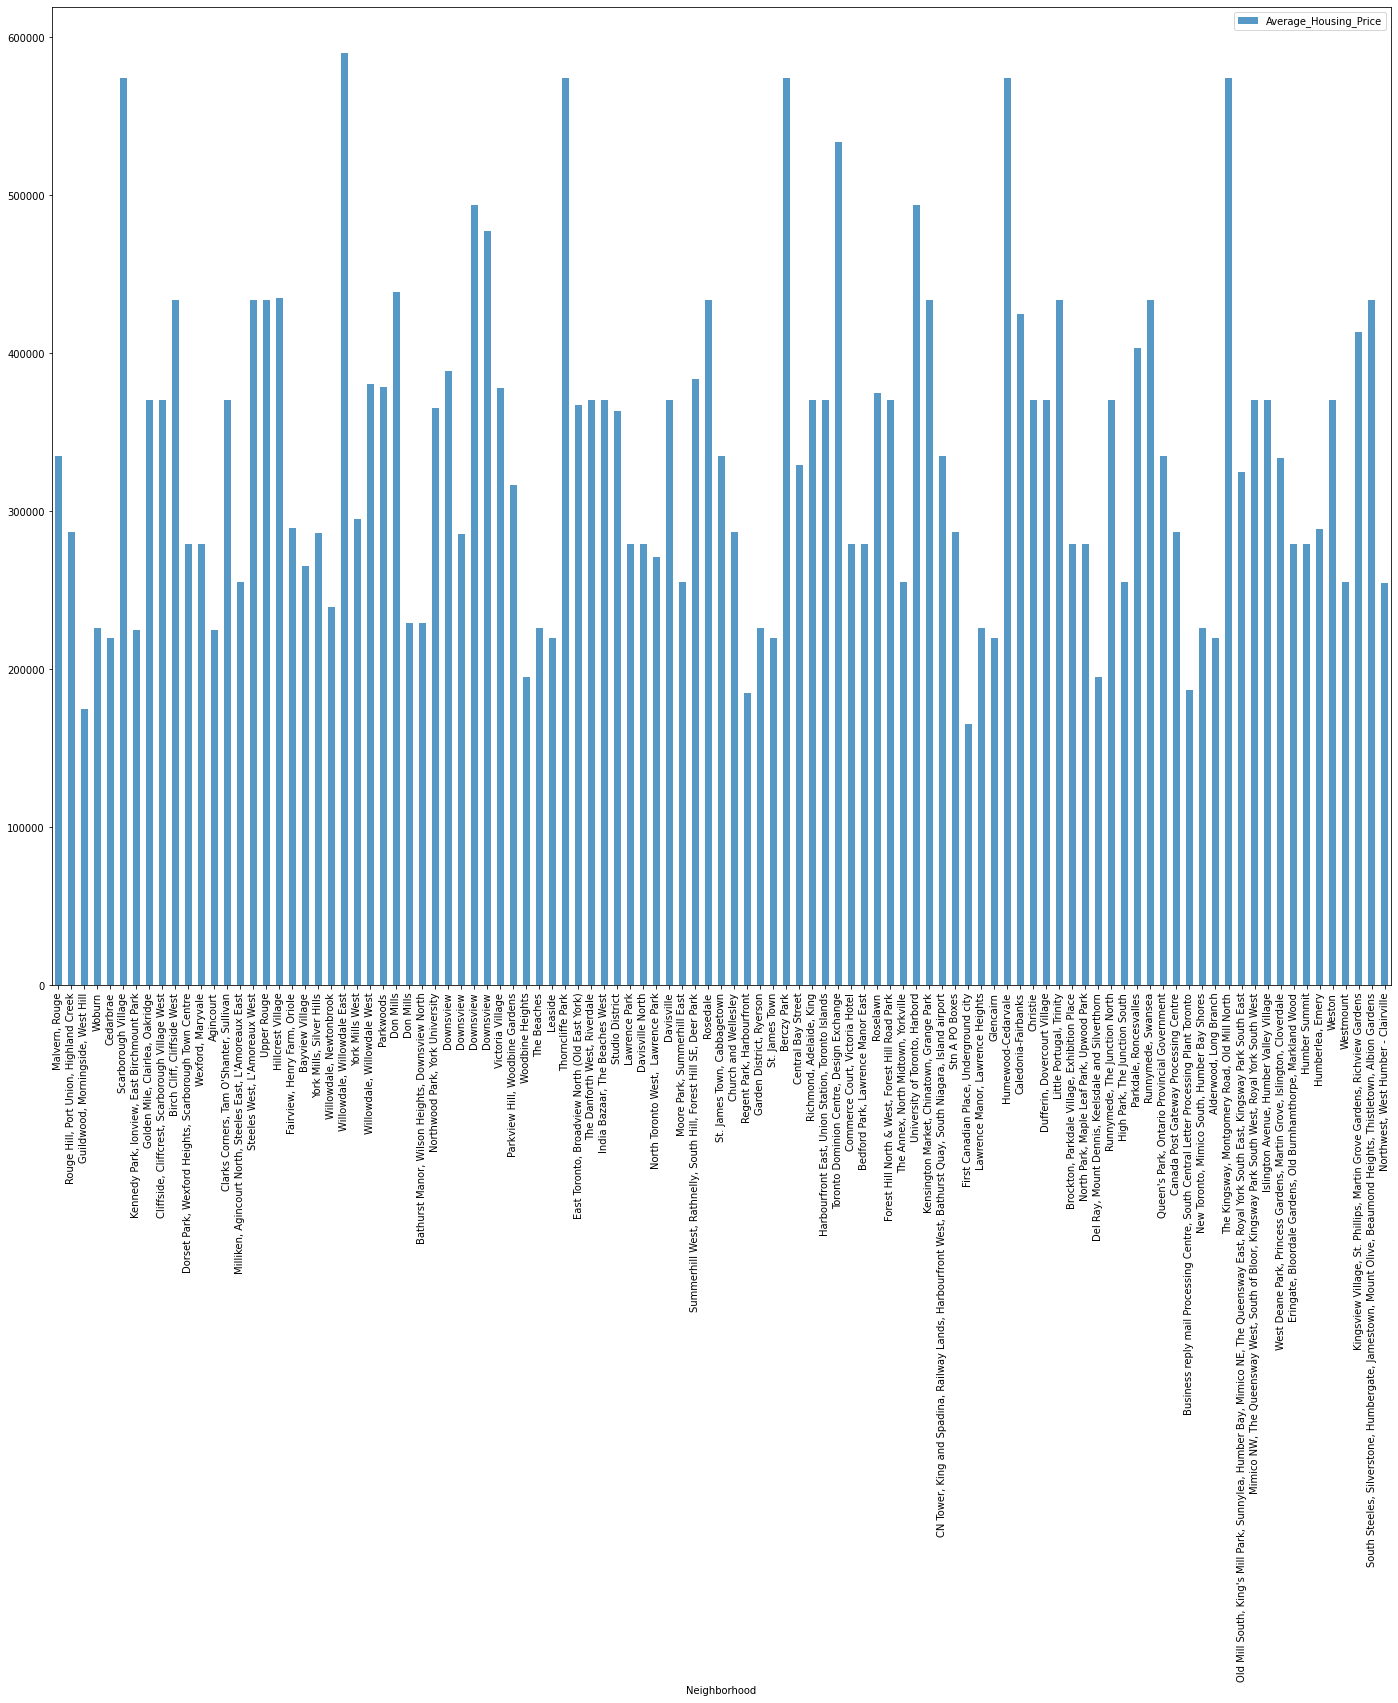 Average_Housing_Price
600000
500000
400000
300000
200000
100000
0
Malvern, Rouge
Rouge Hill, Port Union, Highland Creek
Guildwood, Morningside, West Hill
Woburn
Cedarbrae
Scarborough Village
Kennedy Park, Ionview, East Birchmount Park
Golden Mile, Clairlea, Oakridge
Cliffside, Cliffcrest, Scarborough Village West
Birch Cliff, Cliffside West
Dorset Park, Wexford Heights, Scarborough Town Centre
Wexford, Maryvale
Agincourt
Clarks Corners, Tam O'Shanter, Sullivan
Milliken, Agincourt North, Steeles East, L'Amoreaux East
Steeles West, L'Amoreaux West
Upper Rouge
Hillcrest Village
Fairview, Henry Farm, Oriole
Bayview Village
York Mills, Silver Hills
Willowdale, Newtonbrook
Willowdale, Willowdale East
York Mills West
Willowdale, Willowdale West
Parkwoods
Don Mills
Don Mills
Bathurst Manor, Wilson Heights, Downsview North
Northwood Park, York University
Downsview
Downsview
Downsview
Downsview
Victoria Village
Parkview Hill, Woodbine Gardens
Woodbine Heights
The Beaches
Leaside
Thorncliffe Park
East Toronto, Broadview North (Old East York)
The Danforth West, Riverdale
India Bazaar, The Beaches West
Studio District
Lawrence Park
Davisville North
North Toronto West,  Lawrence Park
Davisville
Moore Park, Summerhill East
Summerhill West, Rathnelly, South Hill, Forest Hill SE, Deer Park
Rosedale
St. James Town, Cabbagetown
Church and Wellesley
Regent Park, Harbourfront
Garden District, Ryerson
St. James Town
Berczy Park
Central Bay Street
Richmond, Adelaide, King
Harbourfront East, Union Station, Toronto Islands
Toronto Dominion Centre, Design Exchange
Commerce Court, Victoria Hotel
Bedford Park, Lawrence Manor East
Roselawn
Forest Hill North & West, Forest Hill Road Park
The Annex, North Midtown, Yorkville
University of Toronto, Harbord
Kensington Market, Chinatown, Grange Park
CN Tower, King and Spadina, Railway Lands, Harbourfront West, Bathurst Quay, South Niagara, Island airport
Stn A PO Boxes
First Canadian Place, Underground city
Lawrence Manor, Lawrence Heights
Glencairn
Humewood-Cedarvale
Caledonia-Fairbanks
Christie
Dufferin, Dovercourt Village
Little Portugal, Trinity
Brockton, Parkdale Village, Exhibition Place
North Park, Maple Leaf Park, Upwood Park
Del Ray, Mount Dennis, Keelsdale and Silverthorn
Runnymede, The Junction North
High Park, The Junction South
Parkdale, Roncesvalles
Runnymede, Swansea
Queen's Park, Ontario Provincial Government
Canada Post Gateway Processing Centre
Business reply mail Processing Centre, South Central Letter Processing Plant Toronto
New Toronto, Mimico South, Humber Bay Shores
Alderwood, Long Branch
The Kingsway, Montgomery Road, Old Mill North
Old Mill South, King's Mill Park, Sunnylea, Humber Bay, Mimico NE, The Queensway East, Royal York South East, Kingsway Park South East
Mimico NW, The Queensway West, South of Bloor, Kingsway Park South West, Royal York South West
Islington Avenue, Humber Valley Village
West Deane Park, Princess Gardens, Martin Grove, Islington, Cloverdale
Eringate, Bloordale Gardens, Old Burnhamthorpe, Markland Wood
Humber Summit
Humberlea, Emery
Weston
Westmount
Kingsview Village, St. Phillips, Martin Grove Gardens, Richview Gardens
South Steeles, Silverstone, Humbergate, Jamestown, Mount Olive, Beaumond Heights, Thistletown, Albion Gardens
Northwest, West Humber - Clairville
Neighborhood